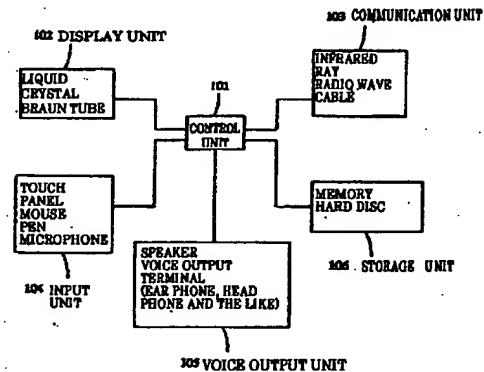 103 COMMUNICATION UNIT
102 DISPLAY UNIT
INFRARED
RAY
RADIO WAVE
CABLE
LIQUID
CRYSTAL
BRAUN TUBE
101
CONTROL
UNIT
TOUCH
PANEL
MOUSE
PEN
MICROPHONE
MEMORY
HARD DISC
SPEAKER
VOICE OUTPUT
TERMINAL
(EAR PHONE, HEAD
PHONE AND THE LIKE)
106 STORAGE UNIT
104 INPUT
UNIT
105 VOICE OUTPUT UNIT